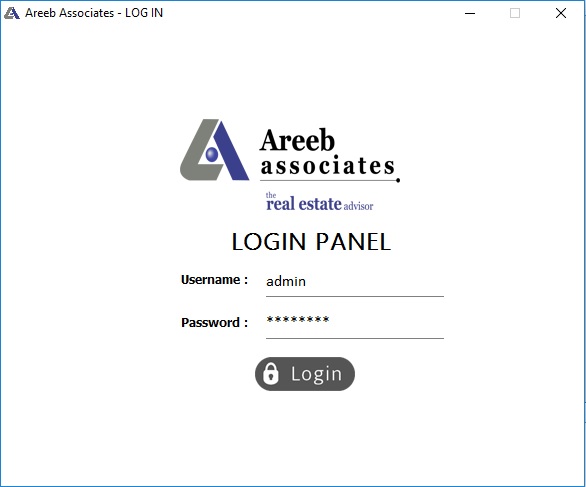 Areeb Associates - LOG IN
Areeb
associates.
the
real estate advisor
LOGIN PANEL
Username : admin
Password : ********
Login